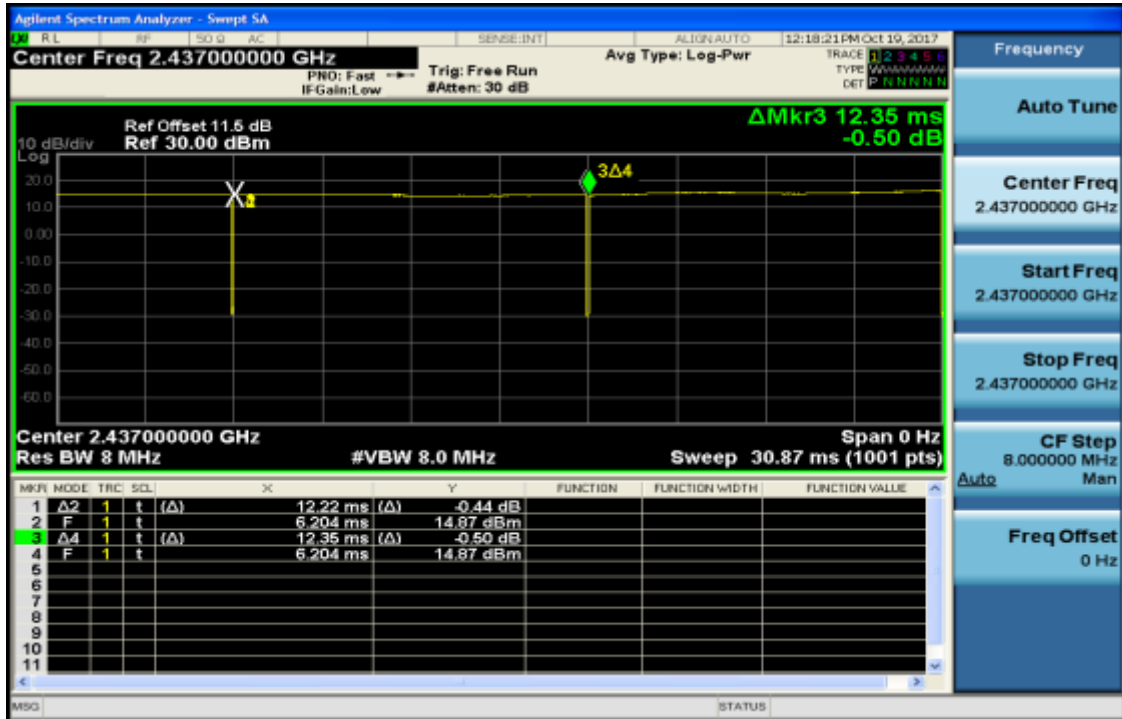 Agilent Spectrum Analyzer - Swept SA
RL RF 50 Ω AC SENSE:INT ALIGN AUTO 12:18:21 PM Oct 19, 2017
Center Freq 2.437000000 GHz
PNO: Fast
IFGain:Low
Trig: Free Run
#Atten: 30 dB
Avg Type: Log-Pwr
TRACE 1 2 3 4 5 6
TYPE
DET P N N N N N
ΔMkr3 12.35 ms
-0.50 dB
Ref Offset 11.5 dB
10 dB/div Ref 30.00 dBm
Log
20.0
10.0
0.00
-10.0
-20.0
-30.0
-40.0
-50.0
-60.0
3Δ4
Center 2.437000000 GHz Span 0 Hz
Res BW 8 MHz #VBW 8.0 MHz Sweep 30.87 ms (1001 pts)
MKR MODE TRC SCL X Y FUNCTION FUNCTION WIDTH FUNCTION VALUE
1 Δ2 1 t (Δ) 12.22 ms (Δ) -0.44 dB
2 F 1 t 6.204 ms 14.87 dBm
3 Δ4 1 t (Δ) 12.35 ms (Δ) -0.50 dB
4 F 1 t 6.204 ms 14.87 dBm
5
6
7
8
9
10
11
MSG STATUS
Frequency
Auto Tune
Center Freq
2.437000000 GHz
Start Freq
2.437000000 GHz
Stop Freq
2.437000000 GHz
CF Step
8.000000 MHz
Auto Man
Freq Offset
0 Hz